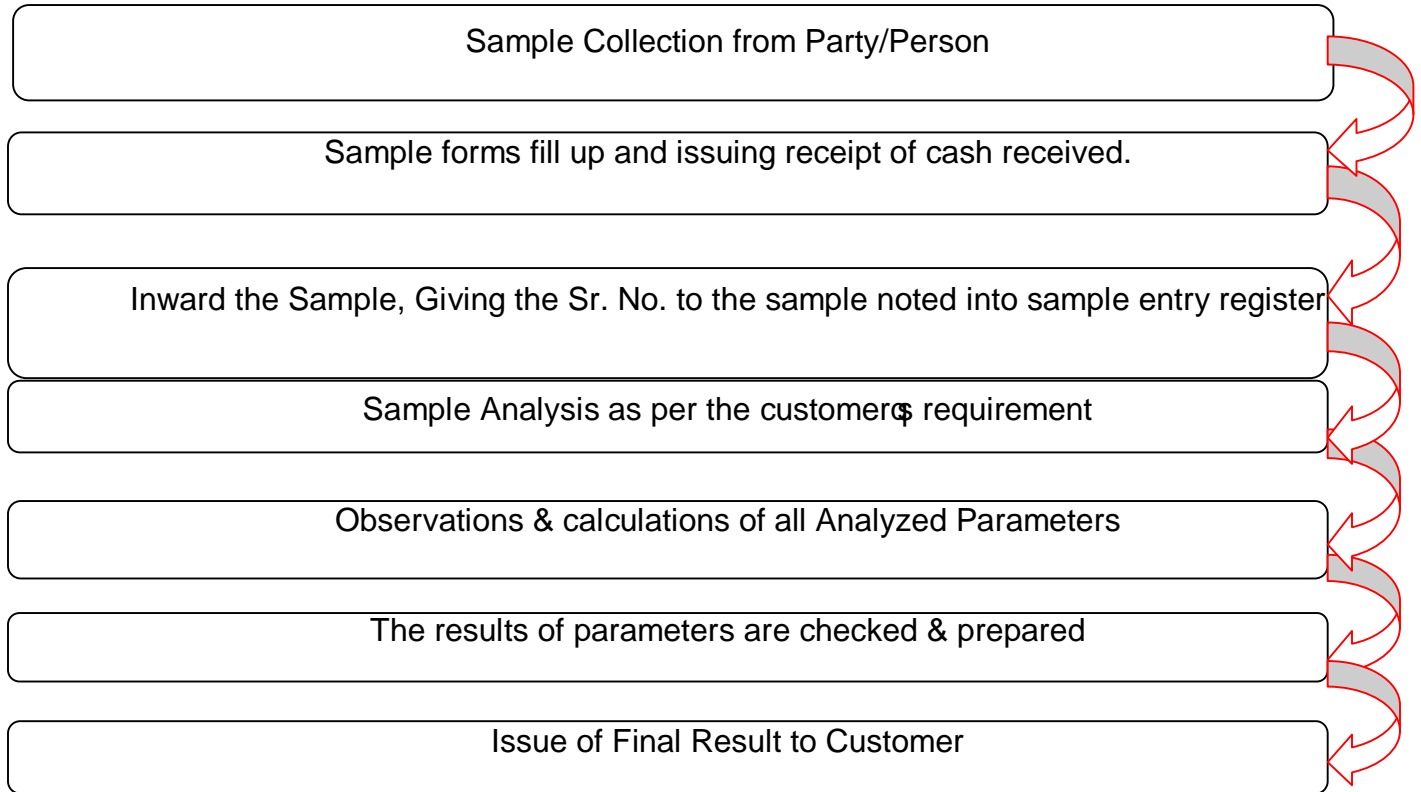 Sample Collection from Party/Person
Sample forms fill up and issuing receipt of cash received.
Inward the Sample, Giving the Sr. No. to the sample noted into sample entry register
Sample Analysis as per the customerqs requirement
Observations & calculations of all Analyzed Parameters
The results of parameters are checked & prepared
Issue of Final Result to Customer